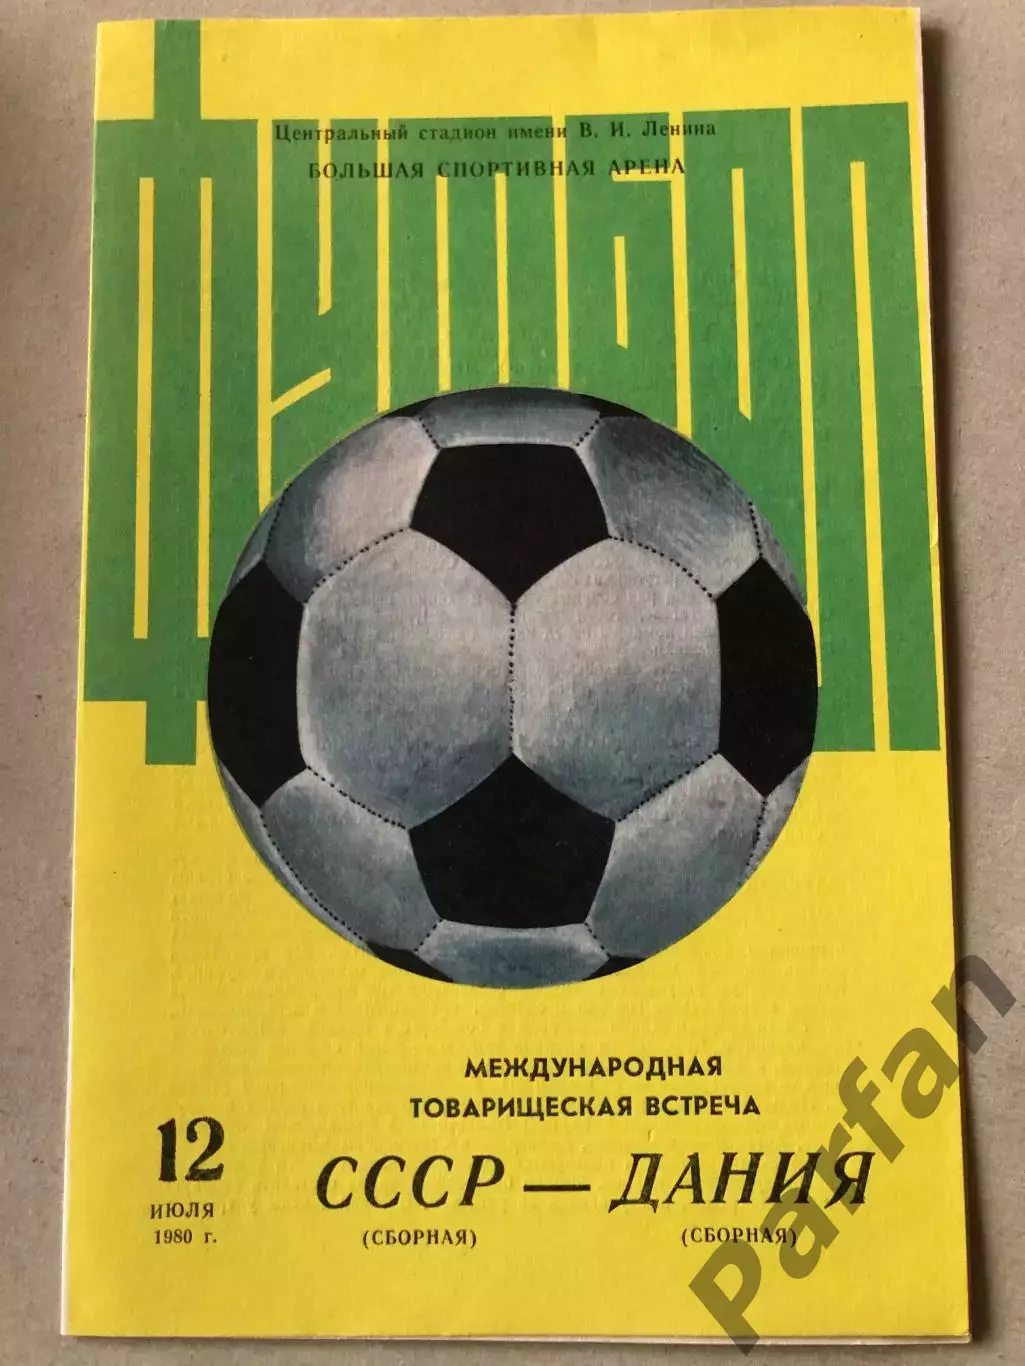 ФУТБОЛ
Центральный стадион имени В. И. Ленина
БОЛЬШАЯ СПОРТИВНАЯ АРЕНА
МЕЖДУНАРОДНАЯ
ТОВАРИЩЕСКАЯ ВСТРЕЧА
12
ИЮЛЯ
1980 г.
СССР — ДАНИЯ
(СБОРНАЯ) (СБОРНАЯ)
Parfan